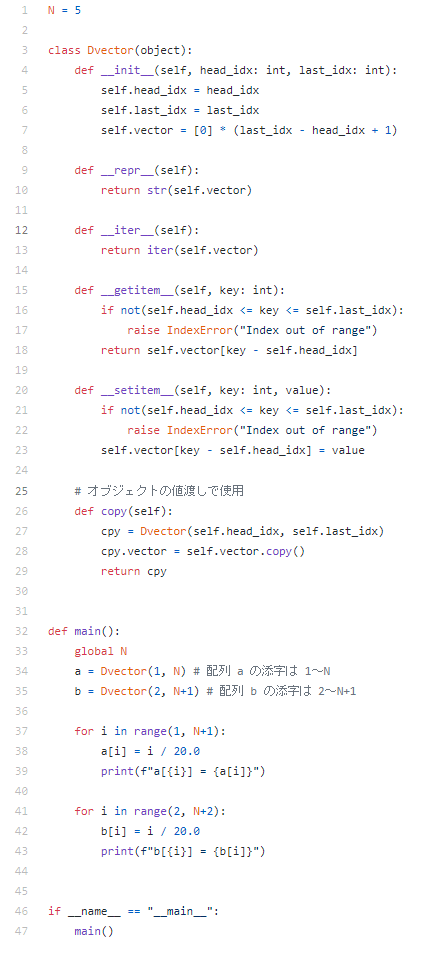 1 N = 5
2
3 class Dvector(object):
4     def __init__(self, head_idx: int, last_idx: int):
5         self.head_idx = head_idx
6         self.last_idx = last_idx
7         self.vector = [0] * (last_idx - head_idx + 1)
8
9     def __repr__(self):
10         return str(self.vector)
11
12     def __iter__(self):
13         return iter(self.vector)
14
15     def __getitem__(self, key: int):
16         if not(self.head_idx <= key <= self.last_idx):
17             raise IndexError("Index out of range")
18         return self.vector[key - self.head_idx]
19
20     def __setitem__(self, key: int, value):
21         if not(self.head_idx <= key <= self.last_idx):
22             raise IndexError("Index out of range")
23         self.vector[key - self.head_idx] = value
24
25     # オブジェクトの値渡しで使用
26     def copy(self):
27         cpy = Dvector(self.head_idx, self.last_idx)
28         cpy.vector = self.vector.copy()
29         return cpy
30
31
32 def main():
33     global N
34     a = Dvector(1, N) # 配列 a の添字は 1〜N
35     b = Dvector(2, N+1) # 配列 b の添字は 2〜N+1
36
37     for i in range(1, N+1):
38         a[i] = i / 20.0
39         print(f"a[{i}] = {a[i]}")
40
41     for i in range(2, N+2):
42         b[i] = i / 20.0
43         print(f"b[{i}] = {b[i]}")
44
45
46 if __name__ == "__main__":
47     main()